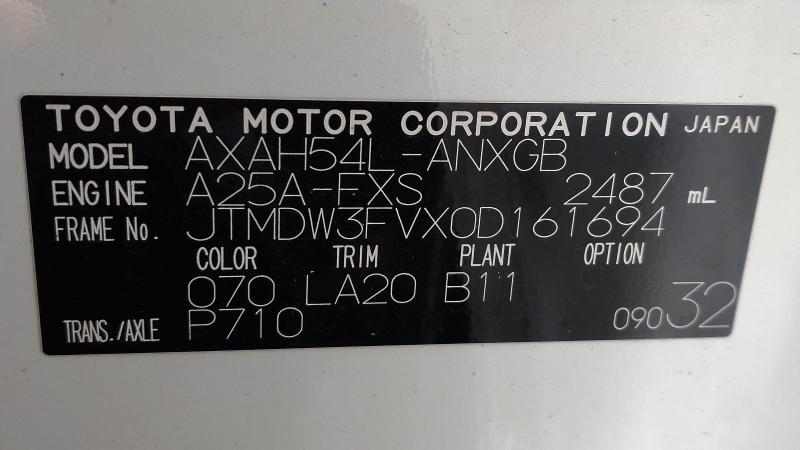 TOYOTA MOTOR CORPORATION JAPAN
MODEL AXAH54L-ANXGB
ENGINE A25A-FXS 2487 mL
FRAME No. JTMDW3FVX0D161694
COLOR TRIM PLANT OPTION
070 LA20 B11
TRANS./AXLE P710 09032